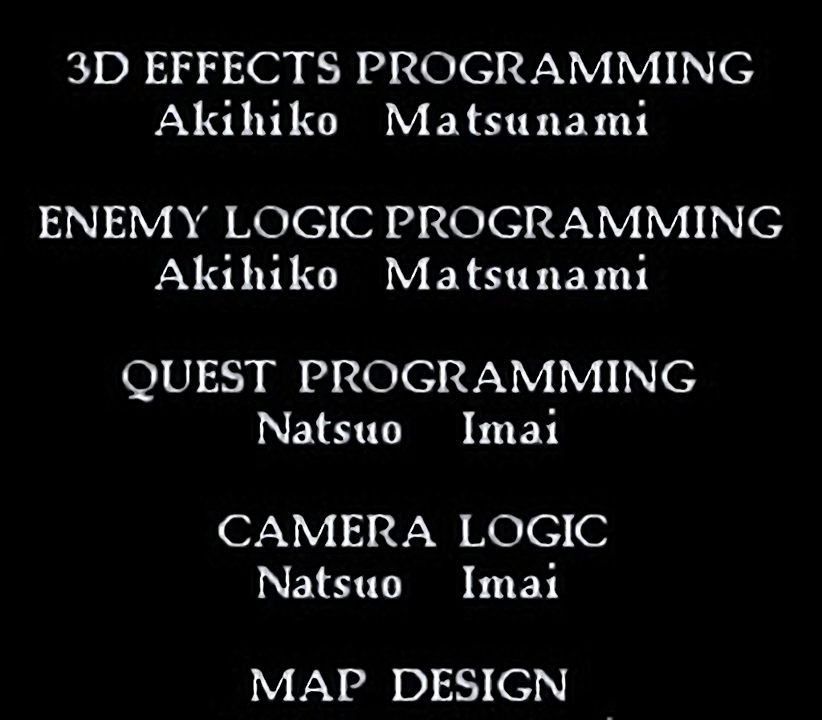 3D EFFECTS PROGRAMMING
Akihiko Matsunami
ENEMY LOGIC PROGRAMMING
Akihiko Matsunami
QUEST PROGRAMMING
Natsuo Imai
CAMERA LOGIC
Natsuo Imai
MAP DESIGN